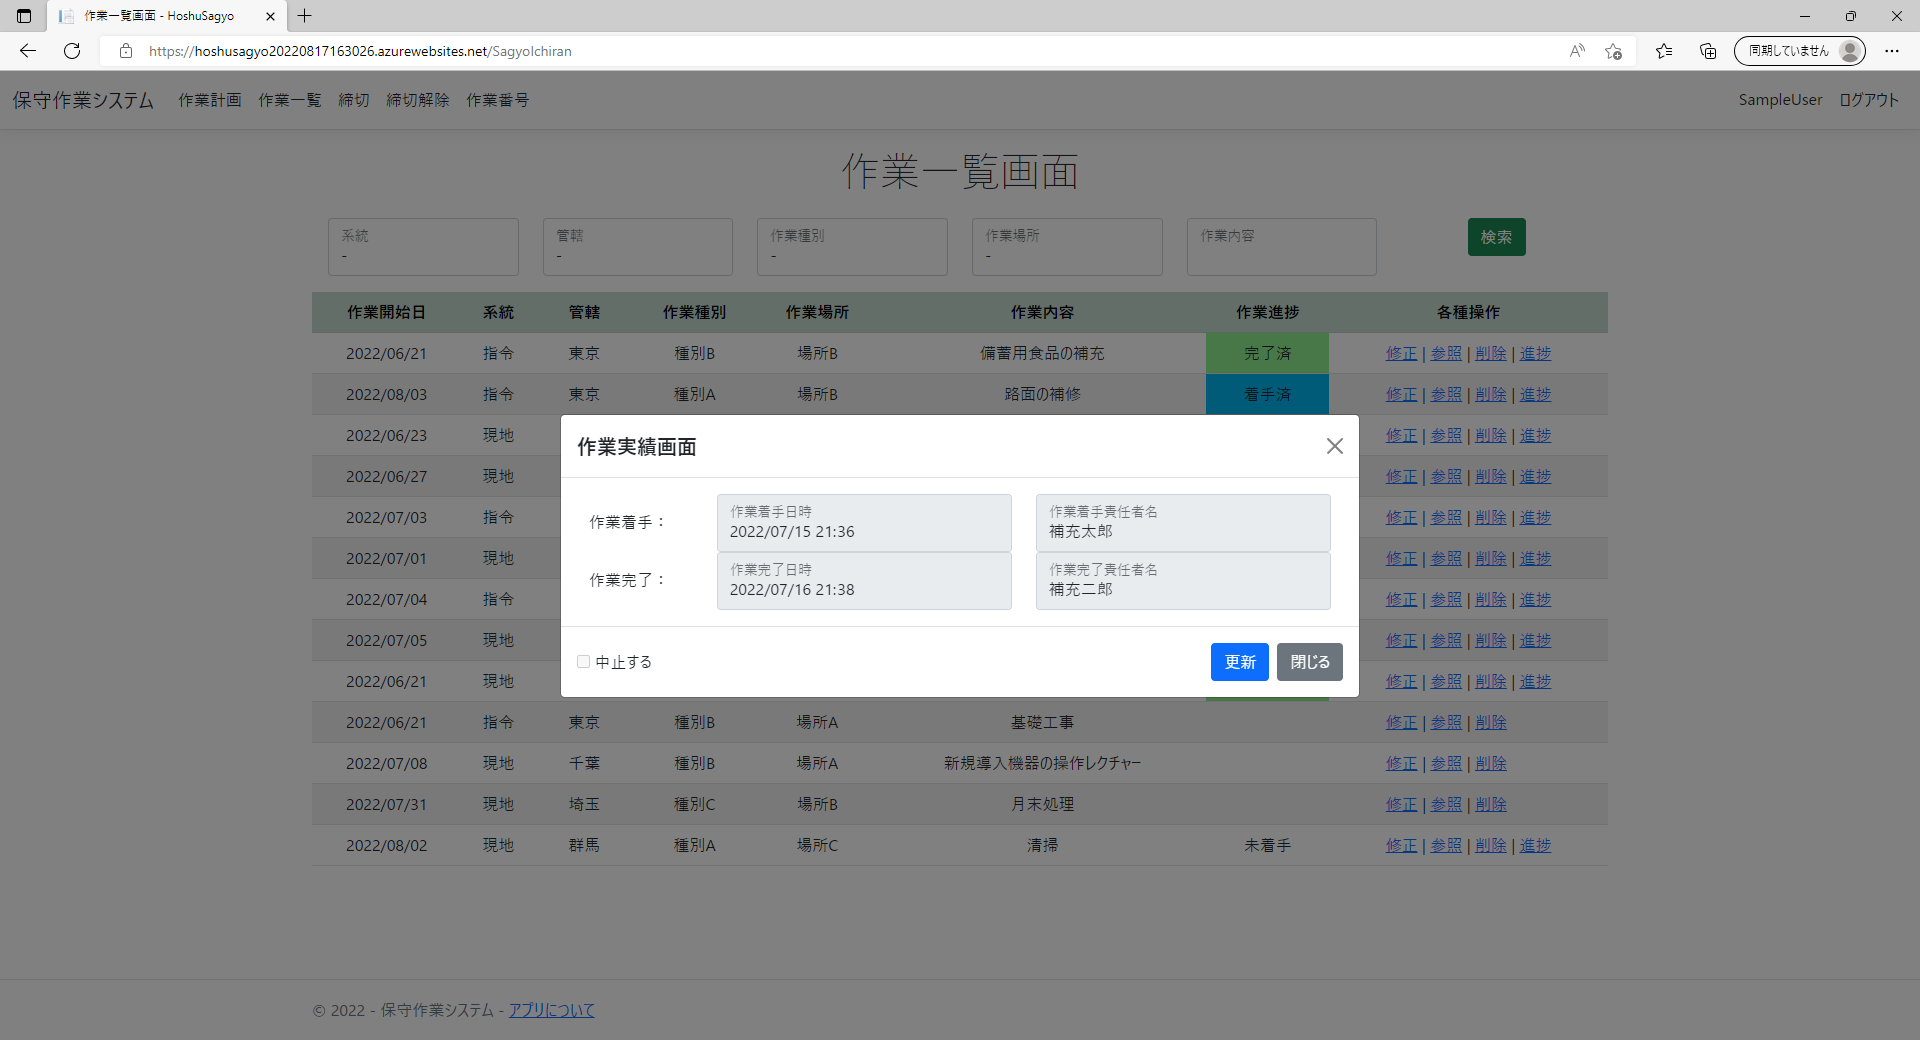 作業一覧画面 - HoshuSagyo
https://hoshusagyo20220817163026.azurewebsites.net/SagyoIchiran
同期していません
保守作業システム 作業計画 作業一覧 締切 締切解除 作業番号 SampleUser ログアウト
作業一覧画面
系統 管轄 作業種別 作業場所 作業内容 検索
- - - -
作業開始日 系統 管轄 作業種別 作業場所 作業内容 作業進捗 各種操作
2022/06/21 指令 東京 種別B 場所B 備蓄用食品の補充 完了済 修正 | 参照 | 削除 | 進捗
2022/08/03 指令 東京 種別A 場所B 路面の補修 着手済 修正 | 参照 | 削除 | 進捗
2022/06/23 現地 修正 | 参照 | 削除 | 進捗
2022/06/27 現地 修正 | 参照 | 削除 | 進捗
2022/07/03 指令 修正 | 参照 | 削除 | 進捗
2022/07/01 現地 修正 | 参照 | 削除 | 進捗
2022/07/04 指令 修正 | 参照 | 削除 | 進捗
2022/07/05 現地 修正 | 参照 | 削除 | 進捗
2022/06/21 現地 修正 | 参照 | 削除 | 進捗
2022/06/21 指令 東京 種別B 場所A 基礎工事 修正 | 参照 | 削除
2022/07/08 現地 千葉 種別B 場所A 新規導入機器の操作レクチャー 修正 | 参照 | 削除
2022/07/31 現地 埼玉 種別C 場所B 月末処理 修正 | 参照 | 削除
2022/08/02 現地 群馬 種別A 場所C 清掃 未着手 修正 | 参照 | 削除 | 進捗
作業実績画面
作業着手：
作業着手日時
2022/07/15 21:36
作業着手責任者名
補充太郎
作業完了：
作業完了日時
2022/07/16 21:38
作業完了責任者名
補充二郎
中止する 更新 閉じる
© 2022 - 保守作業システム - アプリについて